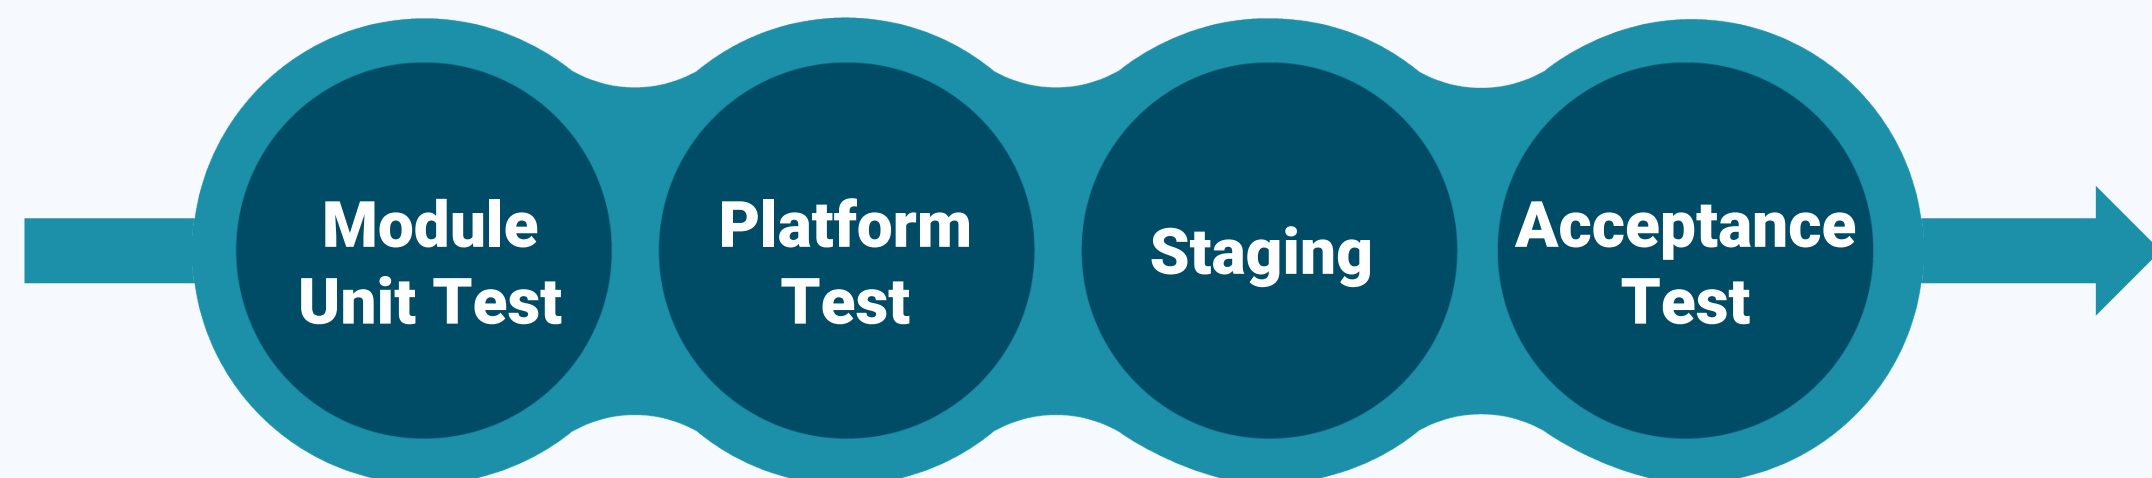 Module
Unit Test
Platform
Test
Staging
Acceptance
Test